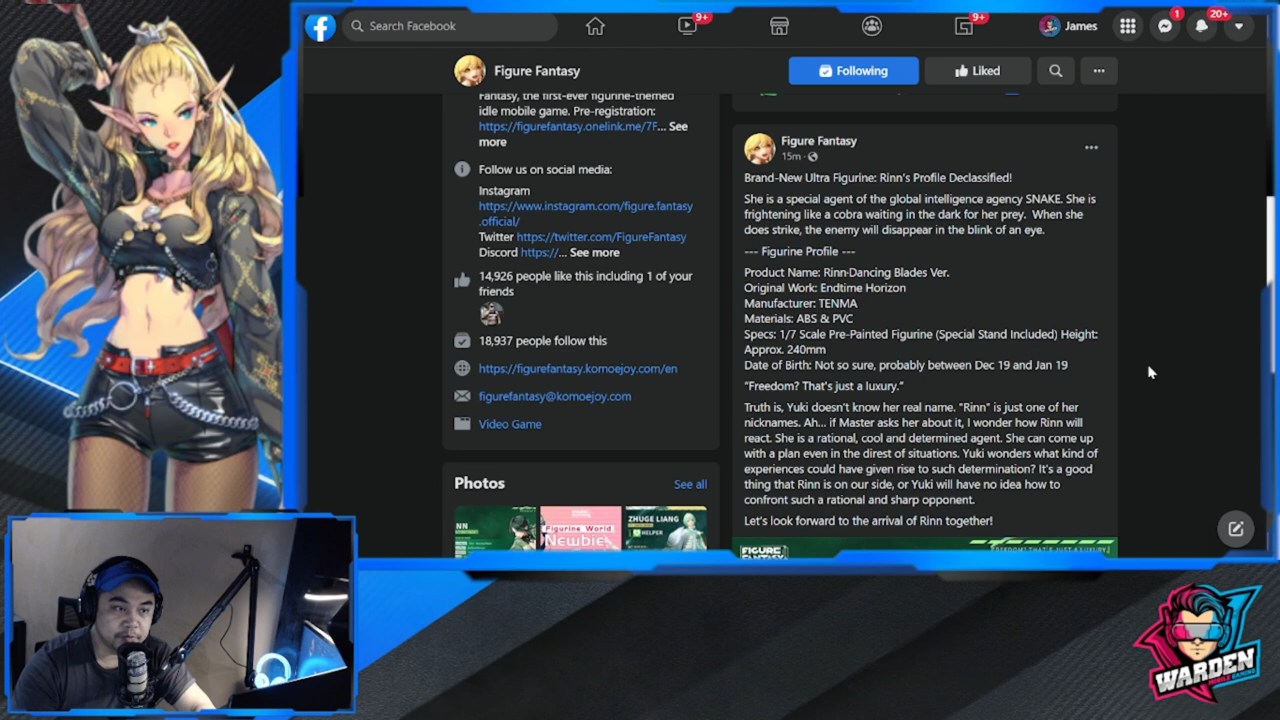 Search Facebook
9+
9+
James
1
20+
Figure Fantasy
Following
Liked
Fantasy, the first-ever figurine-themed
idle mobile game. Pre-registration:
https://figurefantasy.onelink.me/7F... See
more
Follow us on social media:
Instagram
https://www.instagram.com/figure.fantasy
.official/
Twitter https://twitter.com/FigureFantasy
Discord https://... See more
14,926 people like this including 1 of your
friends
18,937 people follow this
https://figurefantasy.komoejoy.com/en
figurefantasy@komoejoy.com
Video Game
Photos
See all
NN
Figurine World
Newbie
ZHUGE LIANG
HELPER
Figure Fantasy
15m ·
Brand-New Ultra Figurine: Rinn's Profile Declassified!
She is a special agent of the global intelligence agency SNAKE. She is
frightening like a cobra waiting in the dark for her prey. When she
does strike, the enemy will disappear in the blink of an eye.
--- Figurine Profile ---
Product Name: Rinn·Dancing Blades Ver.
Original Work: Endtime Horizon
Manufacturer: TENMA
Materials: ABS & PVC
Specs: 1/7 Scale Pre-Painted Figurine (Special Stand Included) Height:
Approx. 240mm
Date of Birth: Not so sure, probably between Dec 19 and Jan 19
"Freedom? That's just a luxury."
Truth is, Yuki doesn't know her real name. "Rinn" is just one of her
nicknames. Ah... if Master asks her about it, I wonder how Rinn will
react. She is a rational, cool and determined agent. She can come up
with a plan even in the direst of situations. Yuki wonders what kind of
experiences could have given rise to such determination? It's a good
thing that Rinn is on our side, or Yuki will have no idea how to
confront such a rational and sharp opponent.
Let's look forward to the arrival of Rinn together!
FIGURE
FREEDOM? THAT'S JUST A LUXURY.
WARDEN
MOBILE GAMING